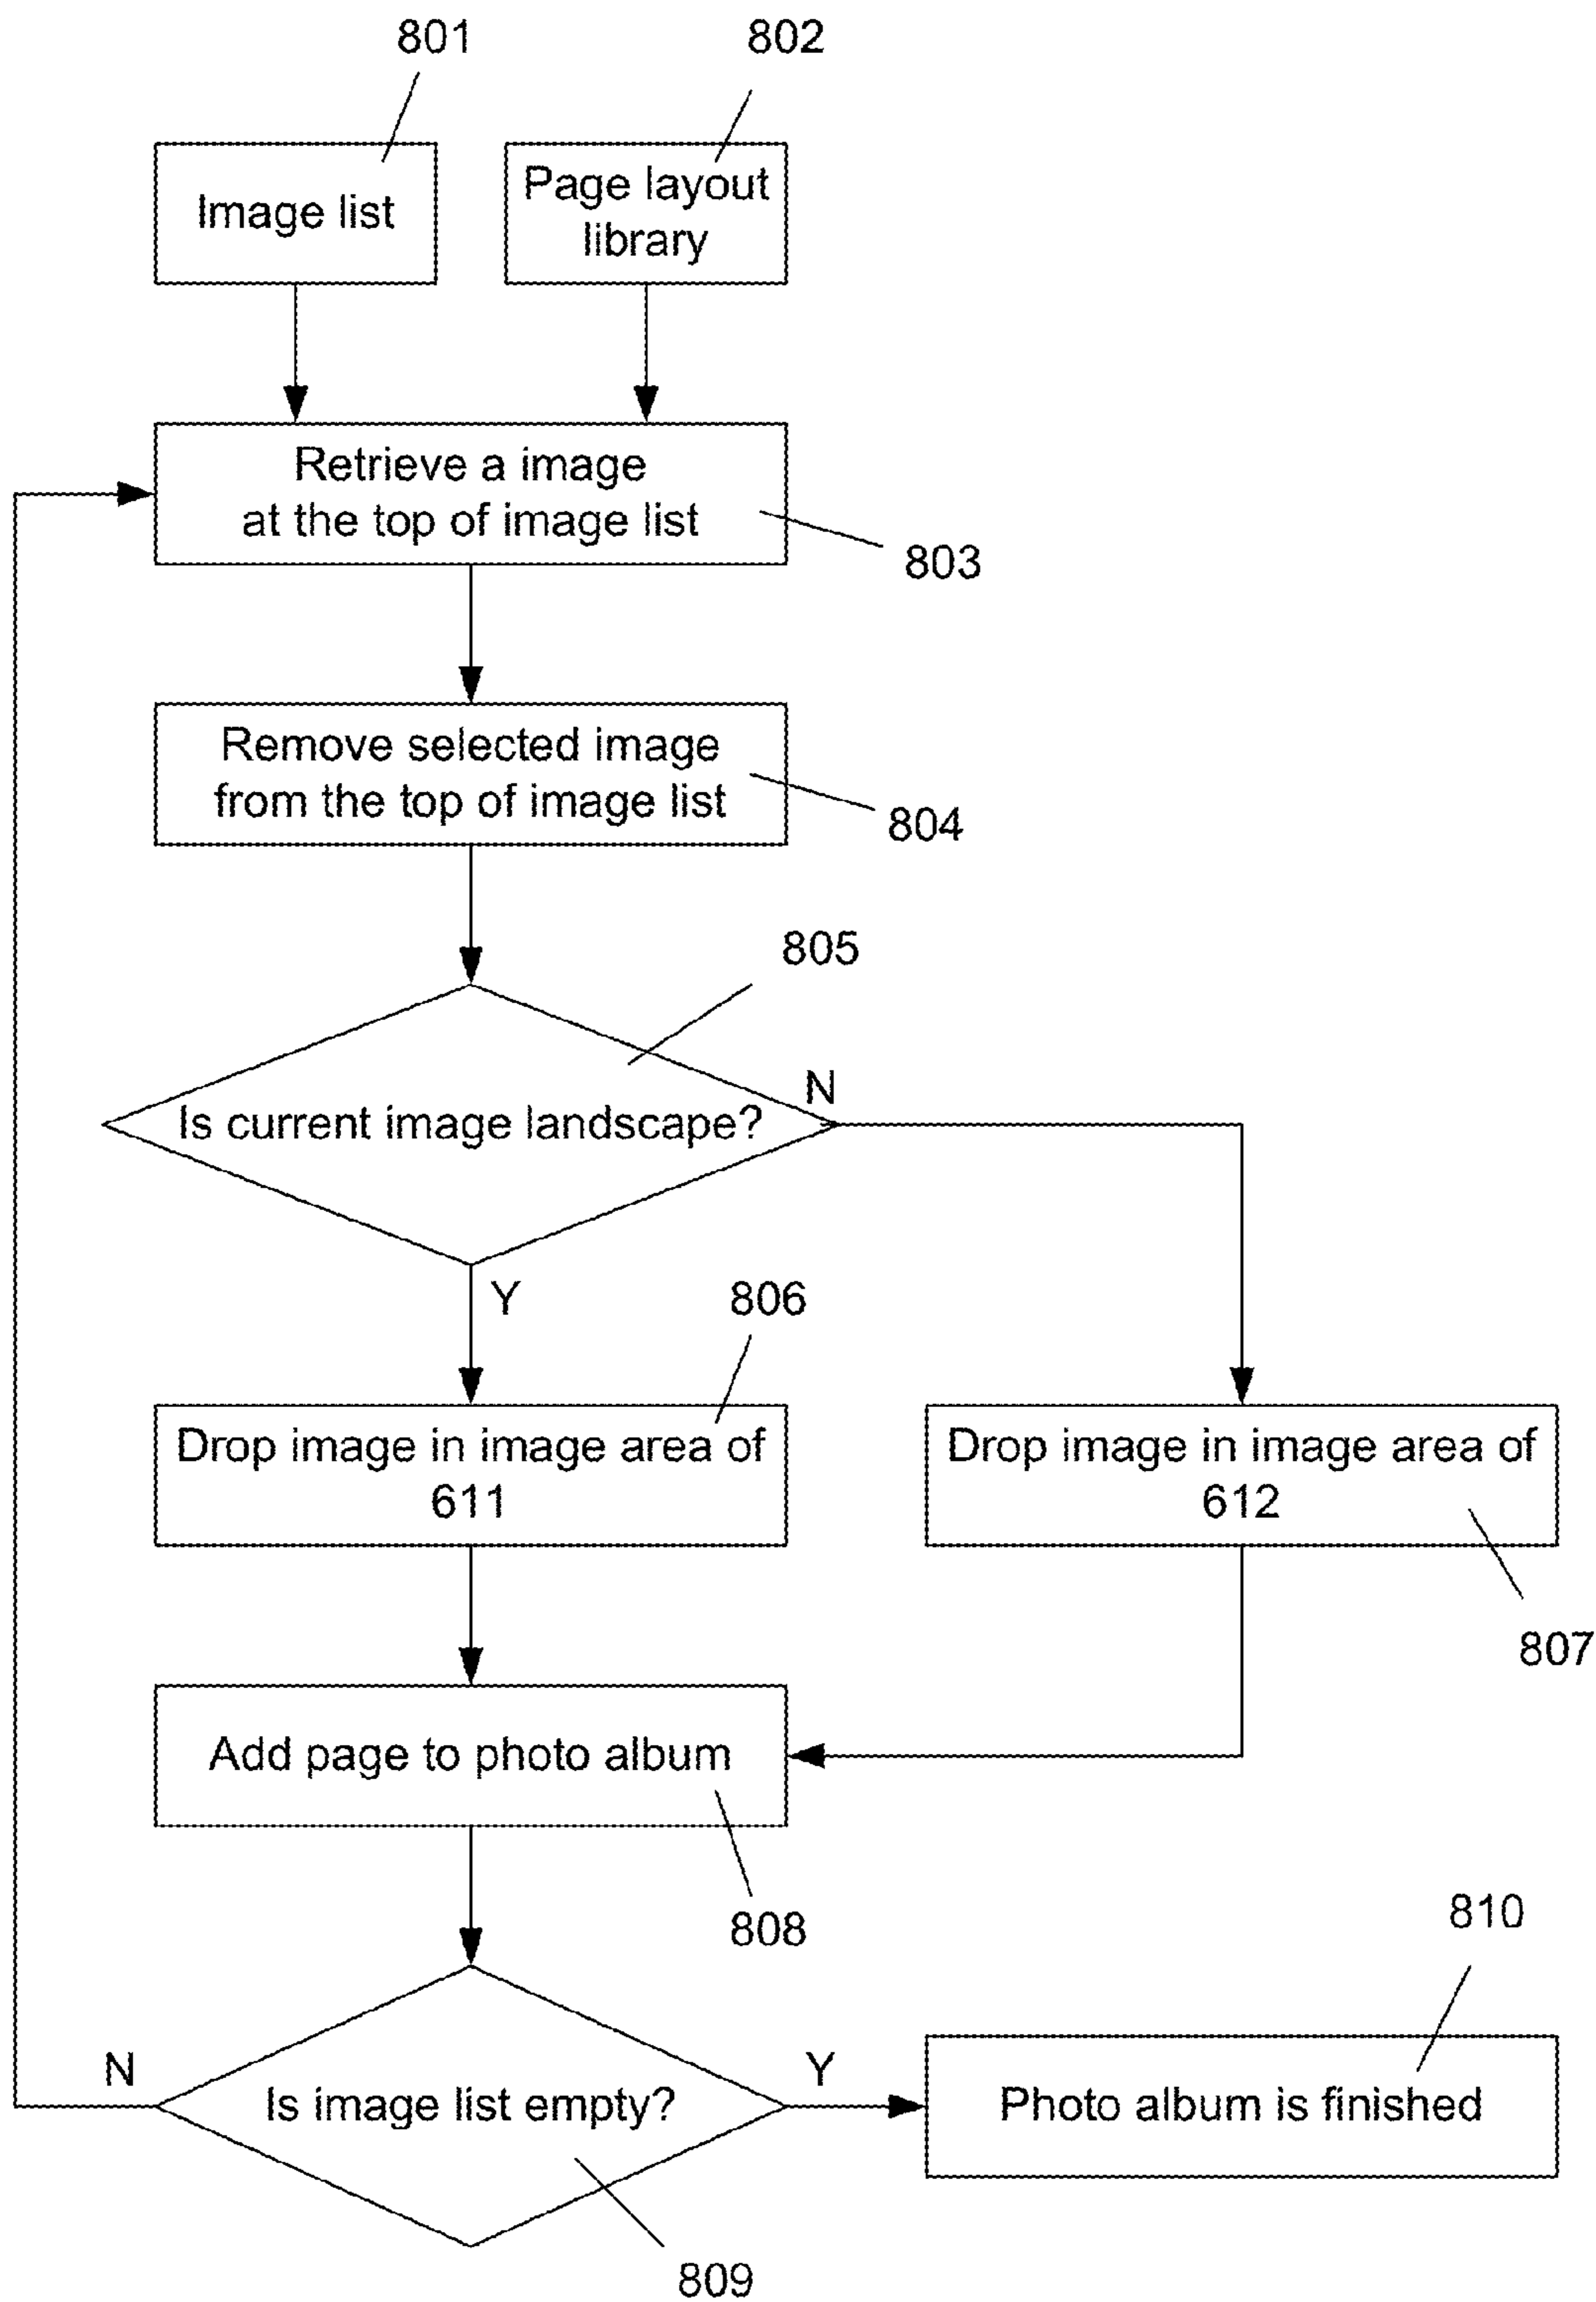 801
802
Image list
Page layout
library
Retrieve a image
at the top of image list
803
Remove selected image
from the top of image list
804
805
Is current image landscape?
N
Y
806
Drop image in image area of
611
Drop image in image area of
612
807
Add page to photo album
808
810
N
Is image list empty?
Y
Photo album is finished
809